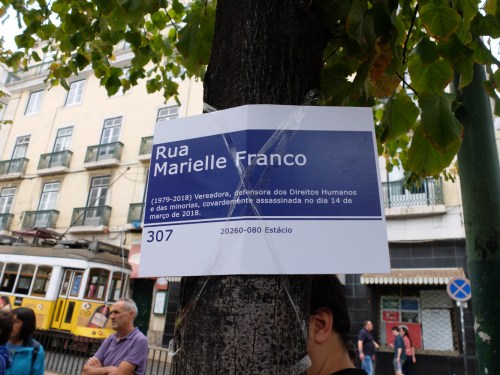 Rua
Marielle Franco
(1979-2018) Vereadora, defensora dos Direitos Humanos
e das minorias, covardemente assassinada no dia 14 de
março de 2018.
307
20260-080 Estácio